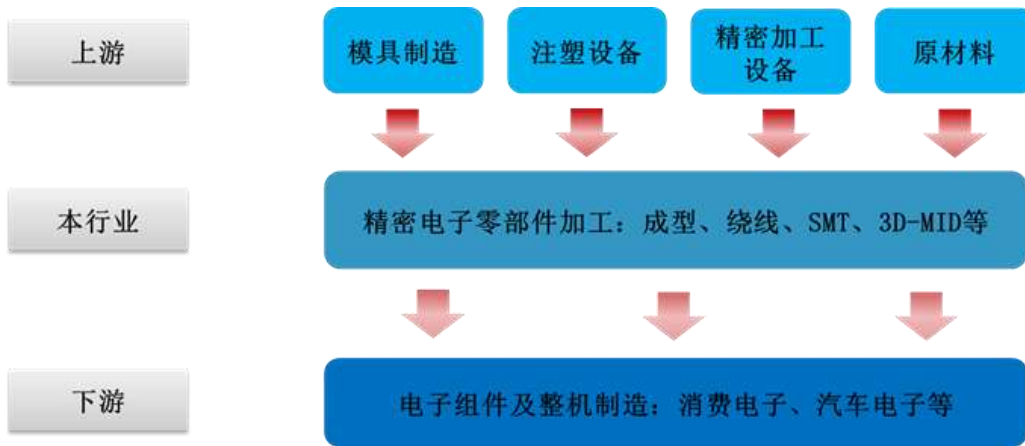 上游
模具制造
注塑设备
精密加工
设备
原材料
本行业
精密电子零部件加工：成型、绕线、SMT、3D-MID等
下游
电子组件及整机制造：消费电子、汽车电子等